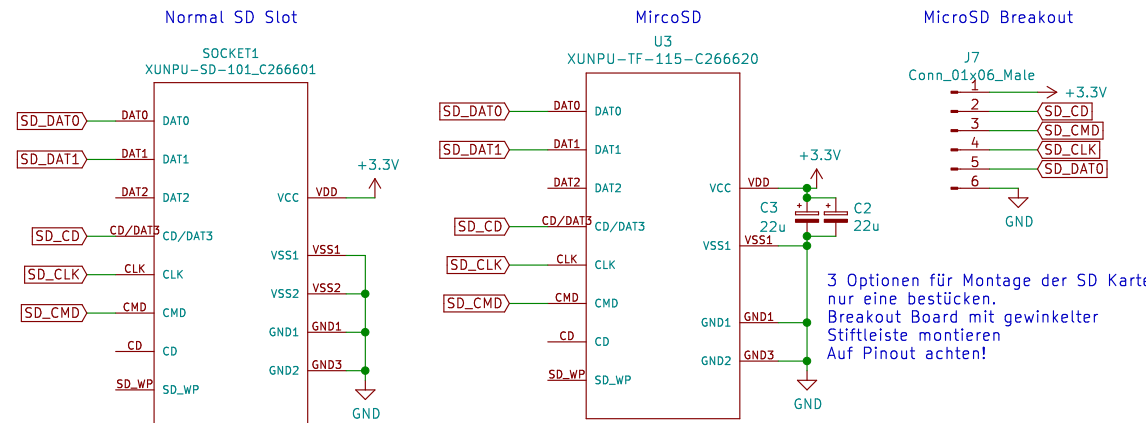 Normal SD Slot
SOCKET1
XUNPU-SD-101_C266601
SD_DAT0
DAT0
DAT0
SD_DAT1
DAT1
DAT1
DAT2
DAT2
SD_CD
CD/DAT3
CD/DAT3
SD_CLK
CLK
CLK
SD_CMD
CMD
CMD
CD
CD
SD_WP
SD_WP
+3.3V
VCC
VDD
VSS1
VSS1
VSS2
VSS2
GND1
GND1
GND2
GND3
GND
MircoSD
U3
XUNPU-TF-115-C266620
SD_DAT0
DAT0
DAT0
SD_DAT1
DAT1
DAT1
DAT2
DAT2
SD_CD
CD/DAT3
CD/DAT3
SD_CLK
CLK
CLK
SD_CMD
CMD
CMD
CD
CD
SD_WP
SD_WP
+3.3V
VCC
VDD
C3
22u
C2
22u
VSS1
VSS1
GND1
GND1
GND2
GND3
GND
MicroSD Breakout
J7
Conn_01x06_Male
1
+3.3V
2
SD_CD
3
SD_CMD
4
SD_CLK
5
SD_DAT0
6
GND
3 Optionen für Montage der SD Karte
nur eine bestücken.
Breakout Board mit gewinkelter
Stiftleiste montieren
Auf Pinout achten!